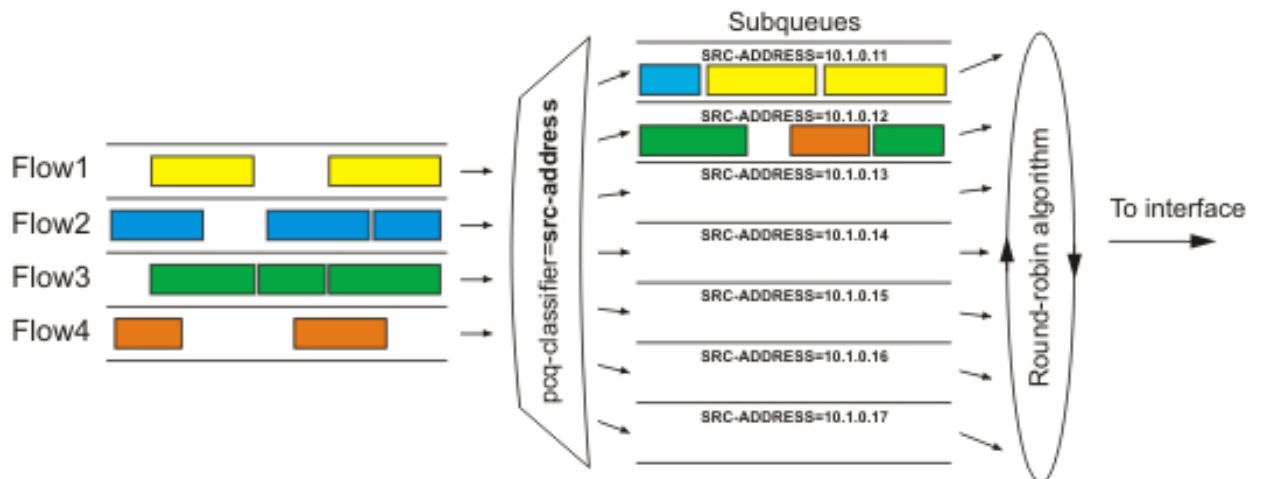 Subqueues
SRC-ADDRESS=10.1.0.11
SRC-ADDRESS=10.1.0.12
Flow1
SRC-ADDRESS=10.1.0.13
Flow2
SRC-ADDRESS=10.1.0.14
Flow3
SRC-ADDRESS=10.1.0.15
Flow4
SRC-ADDRESS=10.1.0.16
SRC-ADDRESS=10.1.0.17
pcq-classifier=src-address
Round-robin algorithm
To interface